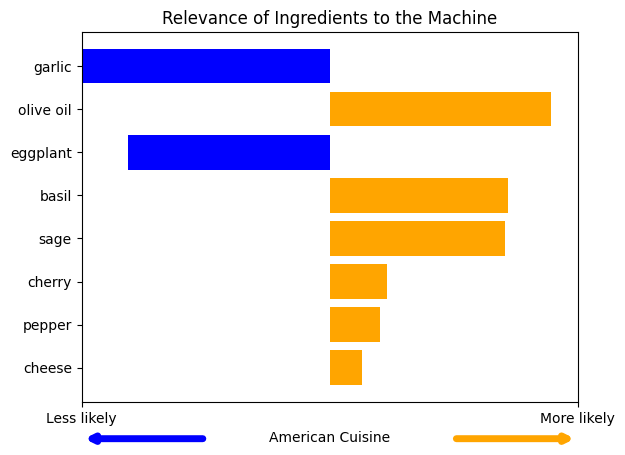 Relevance of Ingredients to the Machine
garlic
olive oil
eggplant
basil
sage
cherry
pepper
cheese
Less likely More likely
American Cuisine